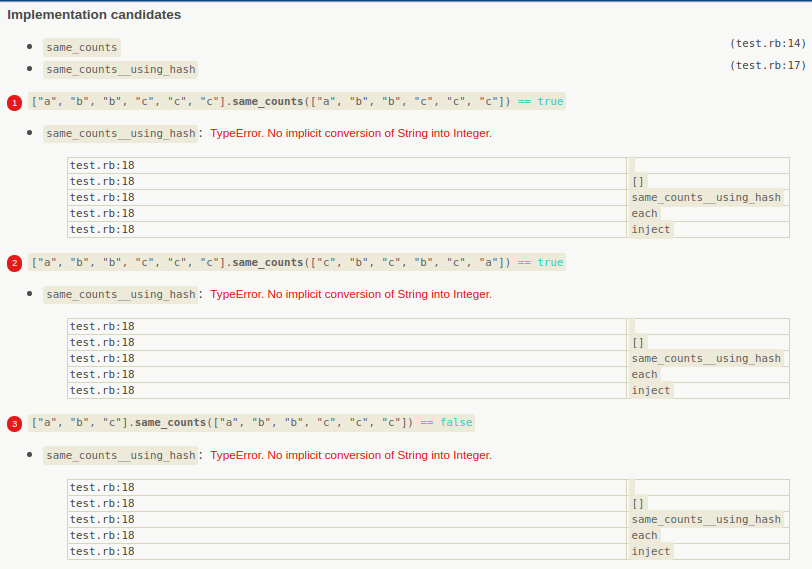 Implementation candidates
same_counts (test.rb:14)
same_counts__using_hash (test.rb:17)
1 ["a", "b", "b", "c", "c", "c"].same_counts(["a", "b", "b", "c", "c", "c"]) == true
same_counts__using_hash: TypeError. No implicit conversion of String into Integer.
test.rb:18
test.rb:18 []
test.rb:18 same_counts__using_hash
test.rb:18 each
test.rb:18 inject
2 ["a", "b", "b", "c", "c", "c"].same_counts(["c", "b", "c", "b", "c", "a"]) == true
same_counts__using_hash: TypeError. No implicit conversion of String into Integer.
test.rb:18
test.rb:18 []
test.rb:18 same_counts__using_hash
test.rb:18 each
test.rb:18 inject
3 ["a", "b", "c"].same_counts(["a", "b", "b", "c", "c", "c"]) == false
same_counts__using_hash: TypeError. No implicit conversion of String into Integer.
test.rb:18
test.rb:18 []
test.rb:18 same_counts__using_hash
test.rb:18 each
test.rb:18 inject